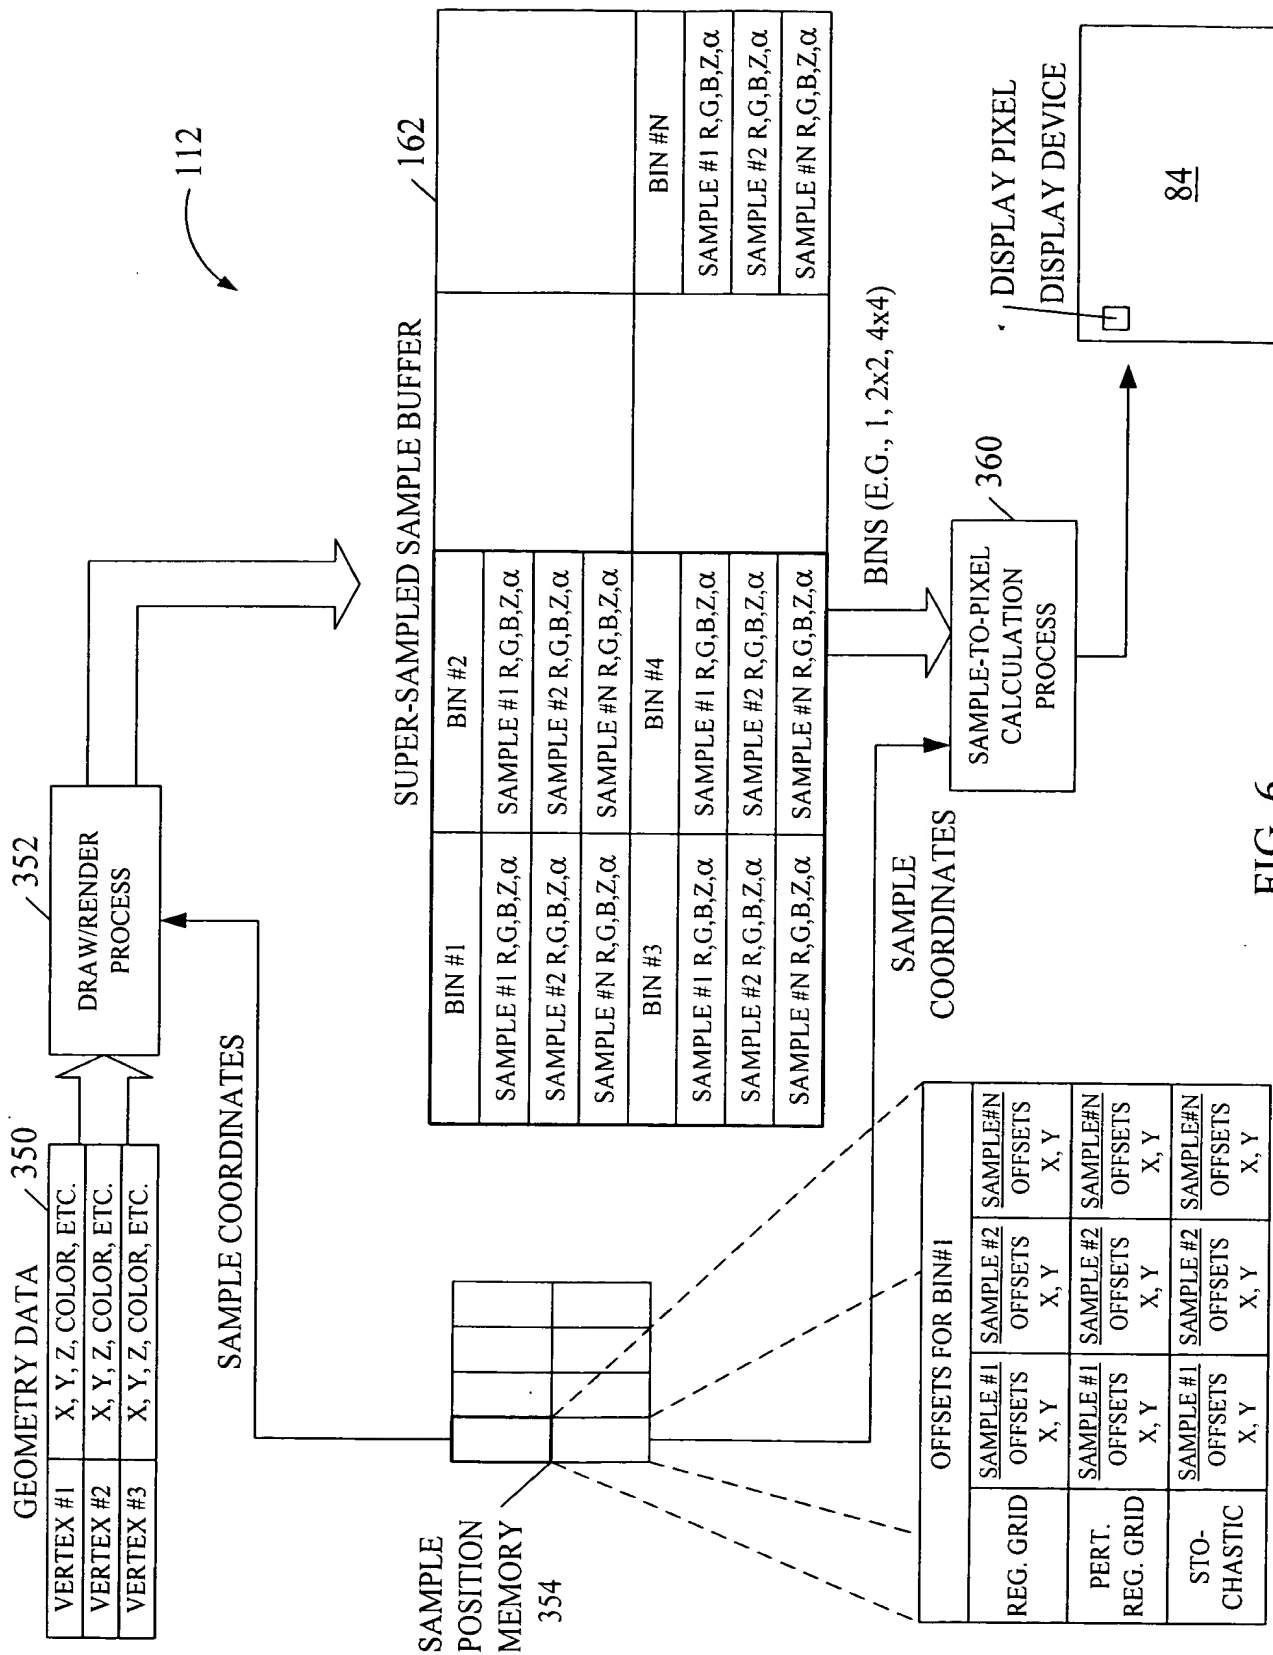 112
GEOMETRY DATA
350
VERTEX #1 X, Y, Z, COLOR, ETC.
VERTEX #2 X, Y, Z, COLOR, ETC.
VERTEX #3 X, Y, Z, COLOR, ETC.
352
DRAW/RENDER
PROCESS
SAMPLE COORDINATES
SUPER-SAMPLED SAMPLE BUFFER
162
BIN #1 BIN #2
SAMPLE #1 R,G,B,Z,α SAMPLE #1 R,G,B,Z,α
SAMPLE #2 R,G,B,Z,α SAMPLE #2 R,G,B,Z,α
SAMPLE #N R,G,B,Z,α SAMPLE #N R,G,B,Z,α
BIN #3 BIN #4 BIN #N
SAMPLE #1 R,G,B,Z,α SAMPLE #1 R,G,B,Z,α SAMPLE #1 R,G,B,Z,α
SAMPLE #2 R,G,B,Z,α SAMPLE #2 R,G,B,Z,α SAMPLE #2 R,G,B,Z,α
SAMPLE #N R,G,B,Z,α SAMPLE #N R,G,B,Z,α SAMPLE #N R,G,B,Z,α
SAMPLE
POSITION
MEMORY
354
BINS (E.G., 1, 2x2, 4x4)
SAMPLE
COORDINATES
360
SAMPLE-TO-PIXEL
CALCULATION
PROCESS
DISPLAY PIXEL
DISPLAY DEVICE
84
OFFSETS FOR BIN#1
REG. GRID
SAMPLE #1 SAMPLE #2 SAMPLE#N
OFFSETS OFFSETS OFFSETS
X, Y X, Y X, Y
PERT.
REG. GRID
SAMPLE #1 SAMPLE #2 SAMPLE#N
OFFSETS OFFSETS OFFSETS
X, Y X, Y X, Y
STO-
CHASTIC
SAMPLE #1 SAMPLE #2 SAMPLE#N
OFFSETS OFFSETS OFFSETS
X, Y X, Y X, Y
FIG. 6